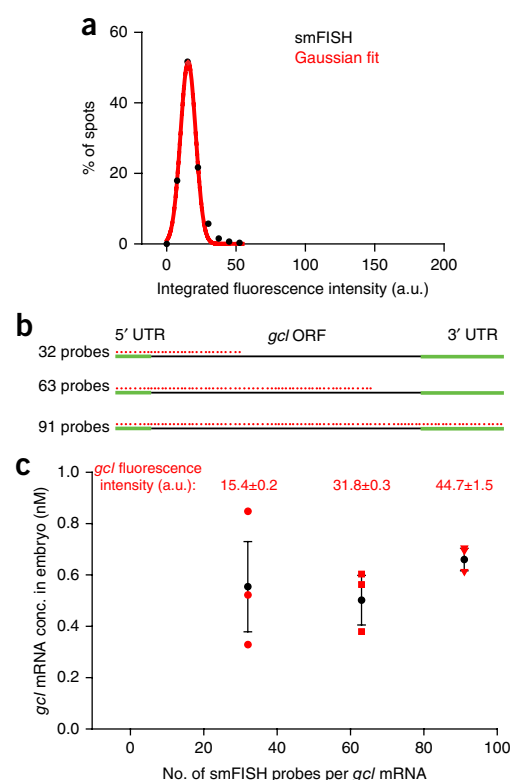 a
smFISH
Gaussian fit
% of spots
60
40
20
0
0 50 100 150 200
Integrated fluorescence intensity (a.u.)
b
5′ UTR gcl ORF 3′ UTR
32 probes
63 probes
91 probes
c
gcl fluorescence
intensity (a.u.): 15.4±0.2 31.8±0.3 44.7±1.5
gcl mRNA conc. in embryo (nM)
1.0
0.8
0.6
0.4
0.2
0.0
0 20 40 60 80 100
No. of smFISH probes per gcl mRNA